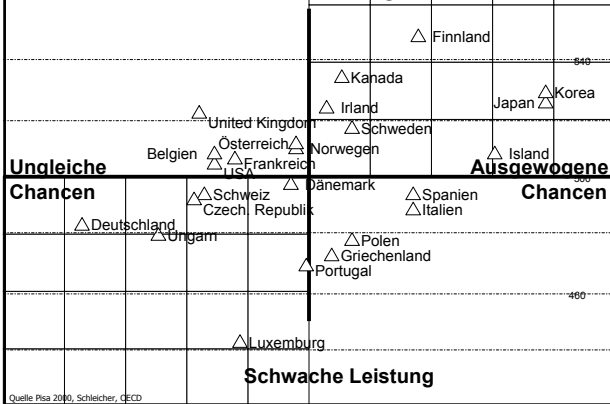 Finnland
540
Kanada
Korea
Japan
Irland
United Kingdom
Schweden
Österreich
Norwegen
Belgien
Island
Frankreich
USA
Ungleiche
Chancen
Ausgewogene
Chancen
500
Dänemark
Schweiz
Spanien
Czech. Republik
Italien
Deutschland
Ungarn
Polen
Griechenland
Portugal
460
Luxemburg
Schwache Leistung
Quelle Pisa 2000, Schleicher, OECD